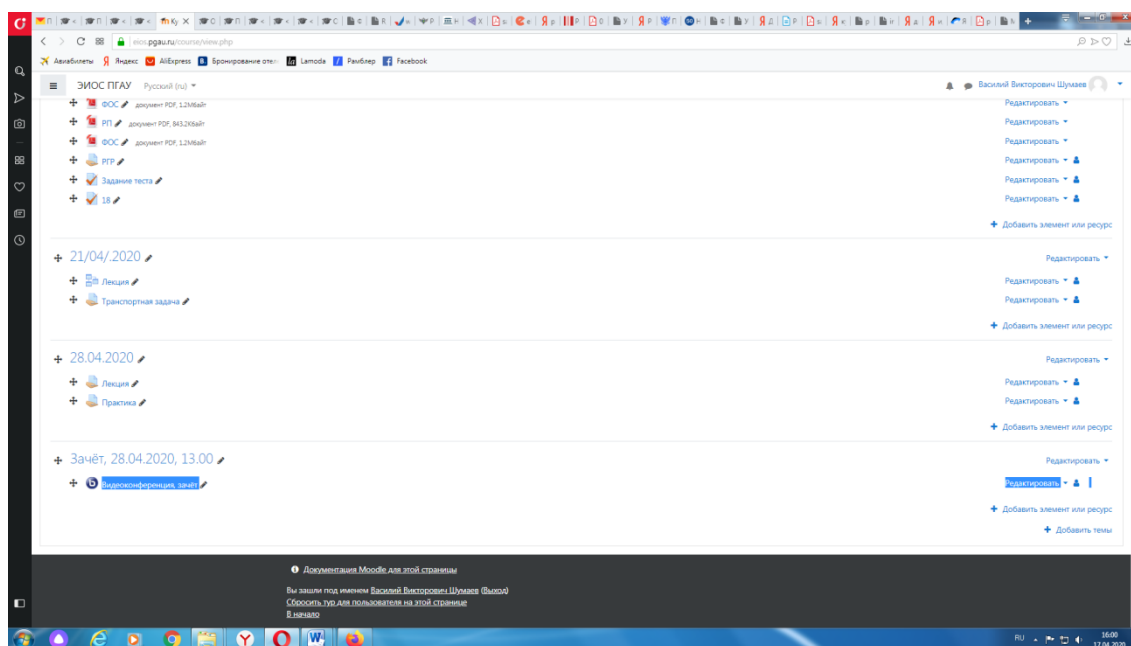 eios.pgau.ru/course/view.php
Авиабилеты Яндекс AliExpress Бронирование отел Lamoda Рамблер Facebook
ЭИОС ПГАУ Русский (ru) Василий Викторович Шумаев
ФОС документ PDF, 1.2Мбайт Редактировать
РП документ PDF, 843.2Кбайт Редактировать
ФОС документ PDF, 1.2Мбайт Редактировать
РГР Редактировать
Задание теста Редактировать
18 Редактировать
Добавить элемент или ресурс
21/04/.2020 Редактировать
Лекция Редактировать
Транспортная задача Редактировать
Добавить элемент или ресурс
28.04.2020 Редактировать
Лекция Редактировать
Практика Редактировать
Добавить элемент или ресурс
Зачёт, 28.04.2020, 13.00 Редактировать
Видеоконференция, зачёт Редактировать
Добавить элемент или ресурс
Добавить темы
Документация Moodle для этой страницы
Вы зашли под именем Василий Викторович Шумаев (Выход)
Сбросить тур для пользователя на этой странице
В начало
RU 16:00
17.04.2020